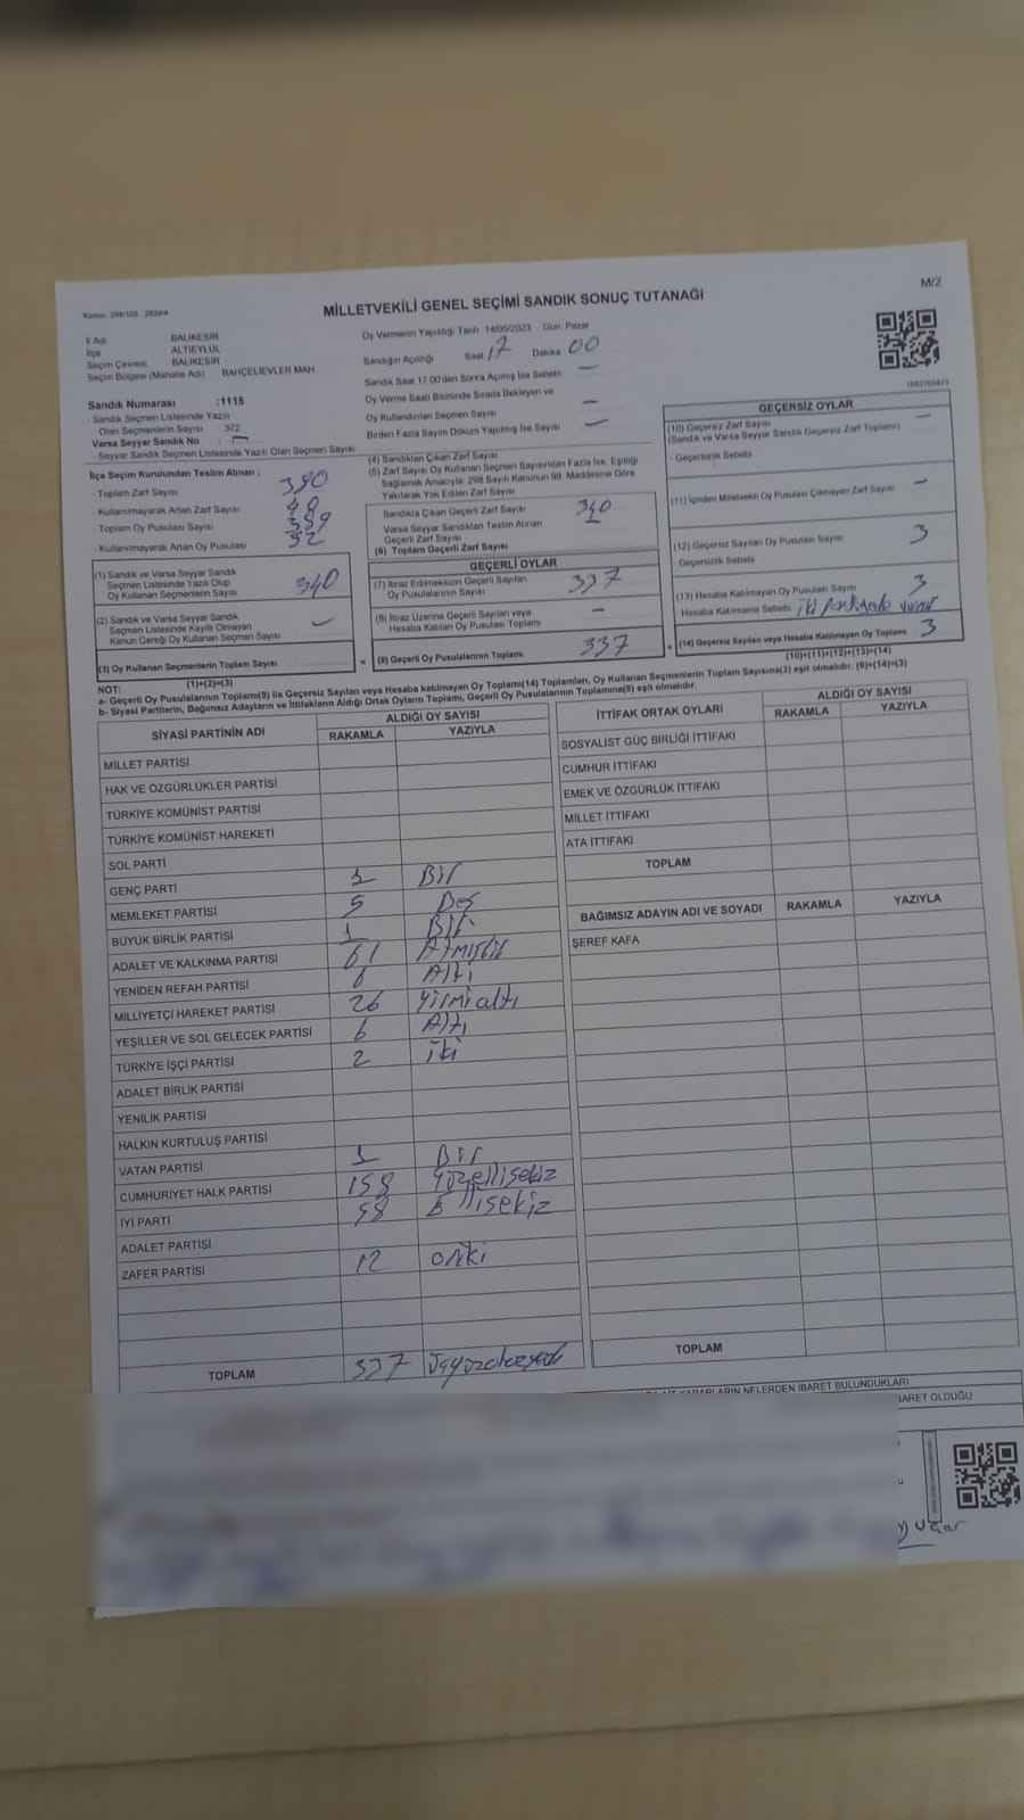 M/2
MİLLETVEKİLİ GENEL SEÇİMİ SANDIK SONUÇ TUTANAĞI
İl Adı BALIKESİR
İlçe ALTIEYLÜL
Seçim Çevresi BALIKESİR
Seçim Bölgesi (Mahalle Adı) BAHÇELİEVLER MAH.
Sandık Numarası :1115
Sandık Seçmen Listesinde Yazılı
Olan Seçmenlerin Sayısı 372
Varsa Seyyar Sandık No —
Seyyar Sandık Seçmen Listesinde Yazılı Olan Seçmen Sayısı
Oy Vermenin Yapıldığı Tarih 14/05/2023 Gün: Pazar
Sandığın Açılışı Saat 17 Dakika 00
Sandık Saat 17.00'den Sonra Açılmış İse Sebebi —
Oy Verme Saati Bitiminde Sırada Bekleyen ve
Oy Kullandırılan Seçmen Sayısı —
Birden Fazla Sayım Döküm Yapılmış İse Sayısı —
İlçe Seçim Kurulundan Teslim Alınan ;
- Toplam Zarf Sayısı 390
- Kullanılmayarak Artan Zarf Sayısı
- Toplam Oy Pusulası Sayısı 389
- Kullanılmayarak Artan Oy Pusulası
(1) Sandık ve Varsa Seyyar Sandık
Seçmen Listesinde Yazılı Olup
Oy Kullanan Seçmenlerin Sayısı 340
(2) Sandık ve Varsa Seyyar Sandık
Seçmen Listesinde Kayıtlı Olmayan
Kanun Gereği Oy Kullanan Seçmen Sayısı —
(3) Oy Kullanan Seçmenlerin Toplam Sayısı
(1)+(2)=(3)
(4) Sandıktan Çıkan Zarf Sayısı
(5) Zarf Sayısı Oy Kullanan Seçmen Sayısından Fazla İse, Eşitliği
Sağlamak Amacıyla; 298 Sayılı Kanunun Maddesine Göre
Yakılarak Yok Edilen Zarf Sayısı
Sandıkta Çıkan Geçerli Zarf Sayısı 340
Varsa Seyyar Sandıktan Teslim Alınan
Geçerli Zarf Sayısı —
(6) Toplam Geçerli Zarf Sayısı
GEÇERLİ OYLAR
(7) İtiraz Edilmeksizin Geçerli Sayılan
Oy Pusulalarının Sayısı 337
(8) İtiraz Üzerine Geçerli Sayılan veya
Hesaba Katılan Oy Pusulası Toplamı —
= (9) Geçerli Oy Pusulalarının Toplamı 337
GEÇERSİZ OYLAR
(10) Geçersiz Zarf Sayısı —
(Sandık ve Varsa Seyyar Sandık Geçersiz Zarf Toplamı)
- Geçersizlik Sebebi
(11) İçinden Milletvekili Oy Pusulası Çıkmayan Zarf Sayısı —
(12) Geçersiz Sayılan Oy Pusulası Sayısı 3
Geçersizlik Sebebi
(13) Hesaba Katılmayan Oy Pusulası Sayısı 3
Hesaba Katılmama Sebebi
+ (14) Geçersiz Sayılan veya Hesaba Katılmayan Oy Toplamı 3
(10)+(11)+(12)+(13)=(14)
NOT:
a- Geçerli Oy Pusulalarının Toplamı(9) ile Geçersiz Sayılan veya Hesaba katılmayan Oy Toplamı(14) Toplamları, Oy Kullanan Seçmenlerin Toplam Sayısına(3) eşit olmalıdır. (9)+(14)=(3)
b- Siyasi Partilerin, Bağımsız Adayların ve İttifakların Aldığı Ortak Oyların Toplamı, Geçerli Oy Pusulalarının Toplamına(9) eşit olmalıdır.
SİYASİ PARTİNİN ADI ALDIĞI OY SAYISI
RAKAMLA YAZIYLA
MİLLET PARTİSİ
HAK VE ÖZGÜRLÜKLER PARTİSİ
TÜRKİYE KOMÜNİST PARTİSİ
TÜRKİYE KOMÜNİST HAREKETİ
SOL PARTİ
GENÇ PARTİ 1 Bir
MEMLEKET PARTİSİ 5 Beş
BÜYÜK BİRLİK PARTİSİ 1 Bir
ADALET VE KALKINMA PARTİSİ 61 Atmışbir
YENİDEN REFAH PARTİSİ 6 Altı
MİLLİYETÇİ HAREKET PARTİSİ 26 Yirmialtı
YEŞİLLER VE SOL GELECEK PARTİSİ 6 Altı
TÜRKİYE İŞÇİ PARTİSİ 2 iki
ADALET BİRLİK PARTİSİ
YENİLİK PARTİSİ
HALKIN KURTULUŞ PARTİSİ
VATAN PARTİSİ 1 Bir
CUMHURİYET HALK PARTİSİ 158 Yüzellisekiz
İYİ PARTİ 58 Ellisekiz
ADALET PARTİSİ
ZAFER PARTİSİ 12 oniki
TOPLAM 337
İTTİFAK ORTAK OYLARI ALDIĞI OY SAYISI
RAKAMLA YAZIYLA
SOSYALİST GÜÇ BİRLİĞİ İTTİFAKI
CUMHUR İTTİFAKI
EMEK VE ÖZGÜRLÜK İTTİFAKI
MİLLET İTTİFAKI
ATA İTTİFAKI
TOPLAM
BAĞIMSIZ ADAYIN ADI VE SOYADI RAKAMLA YAZIYLA
ŞEREF KAFA
TOPLAM
KARARLARIN NELERDEN İBARET BULUNDUKLARI
İBARET OLDUĞU